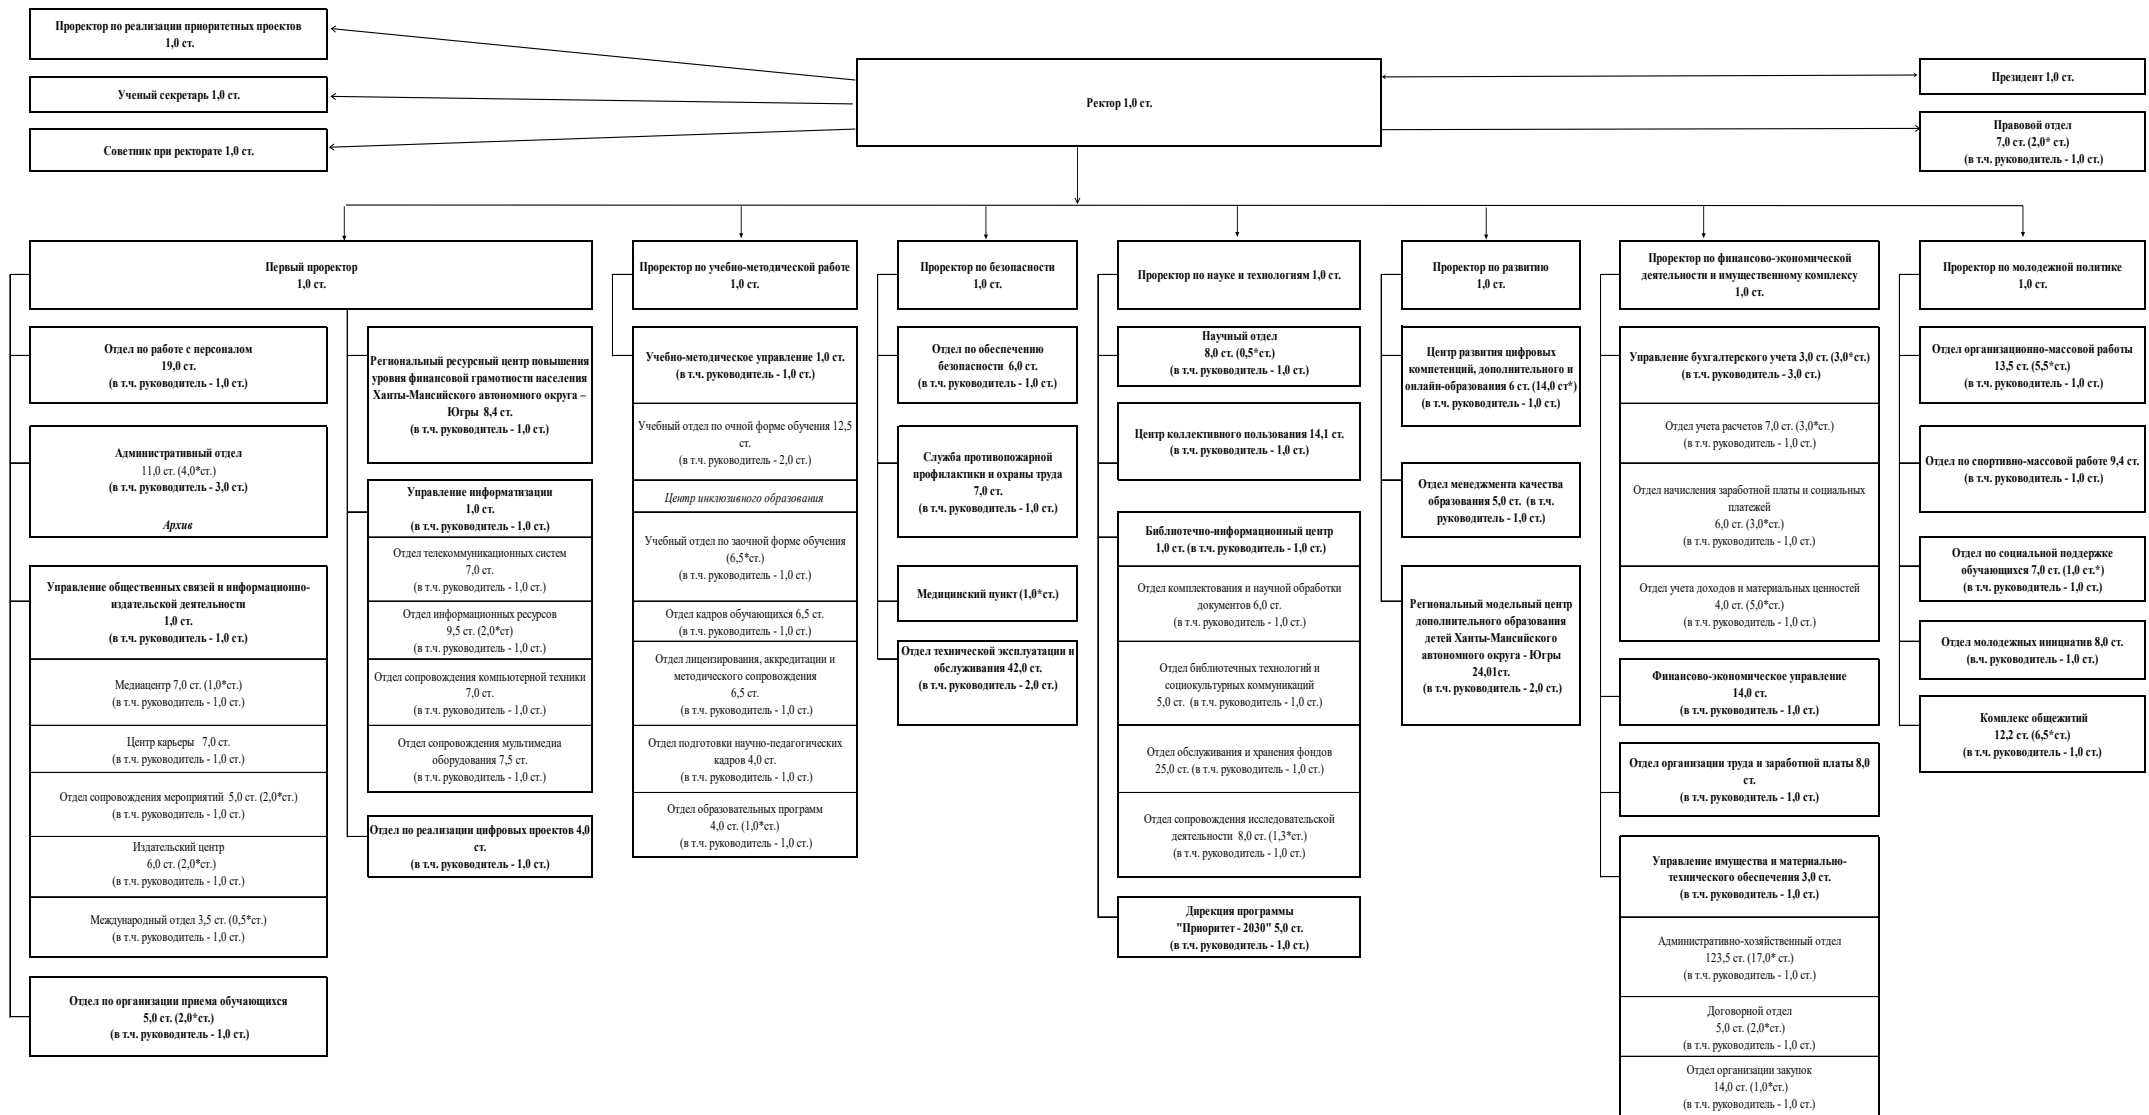 Проректор по реализации приоритетных проектов
1,0 ст.
Ученый секретарь 1,0 ст.
Советник при ректорате 1,0 ст.
Ректор 1,0 ст.
Президент 1,0 ст.
Правовой отдел
7,0 ст. (2,0* ст.)
(в т.ч. руководитель - 1,0 ст.)
Первый проректор
1,0 ст.
Отдел по работе с персоналом
19,0 ст.
(в т.ч. руководитель - 1,0 ст.)
Административный отдел
11,0 ст. (4,0*ст.)
(в т.ч. руководитель - 3,0 ст.)
Архив
Управление общественных связей и информационно-
издательской деятельности
1,0 ст.
(в т.ч. руководитель - 1,0 ст.)
Медиацентр 7,0 ст. (1,0*ст.)
(в т.ч. руководитель - 1,0 ст.)
Центр карьеры 7,0 ст.
(в т.ч. руководитель - 1,0 ст.)
Отдел сопровождения мероприятий 5,0 ст. (2,0*ст.)
(в т.ч. руководитель - 1,0 ст.)
Издательский центр
6,0 ст. (2,0*ст.)
(в т.ч. руководитель - 1,0 ст.)
Международный отдел 3,5 ст. (0,5*ст.)
(в т.ч. руководитель - 1,0 ст.)
Отдел по организации приема обучающихся
5,0 ст. (2,0*ст.)
(в т.ч. руководитель - 1,0 ст.)
Региональный ресурсный центр повышения
уровня финансовой грамотности населения
Ханты-Мансийского автономного округа –
Югры 8,4 ст.
(в т.ч. руководитель - 1,0 ст.)
Управление информатизации
1,0 ст.
(в т.ч. руководитель - 1,0 ст.)
Отдел телекоммуникационных систем
7,0 ст.
(в т.ч. руководитель - 1,0 ст.)
Отдел информационных ресурсов
9,5 ст. (2,0*ст)
(в т.ч. руководитель - 1,0 ст.)
Отдел сопровождения компьютерной техники
7,0 ст.
(в т.ч. руководитель - 1,0 ст.)
Отдел сопровождения мультимедиа
оборудования 7,5 ст.
(в т.ч. руководитель - 1,0 ст.)
Отдел по реализации цифровых проектов 4,0
ст.
(в т.ч. руководитель - 1,0 ст.)
Проректор по учебно-методической работе
1,0 ст.
Учебно-методическое управление 1,0 ст.
(в т.ч. руководитель - 1,0 ст.)
Учебный отдел по очной форме обучения 12,5
ст.
(в т.ч. руководитель - 2,0 ст.)
Центр инклюзивного образования
Учебный отдел по заочной форме обучения
(6,5*ст.)
(в т.ч. руководитель - 1,0 ст.)
Отдел кадров обучающихся 6,5 ст.
(в т.ч. руководитель - 1,0 ст.)
Отдел лицензирования, аккредитации и
методического сопровождения
6,5 ст.
(в т.ч. руководитель - 1,0 ст.)
Отдел подготовки научно-педагогических
кадров 4,0 ст.
(в т.ч. руководитель - 1,0 ст.)
Отдел образовательных программ
4,0 ст. (1,0*ст.)
(в т.ч. руководитель - 1,0 ст.)
Проректор по безопасности
1,0 ст.
Отдел по обеспечению
безопасности 6,0 ст.
(в т.ч. руководитель - 1,0 ст.)
Служба противопожарной
профилактики и охраны труда
7,0 ст.
(в т.ч. руководитель - 1,0 ст.)
Медицинский пункт (1,0*ст.)
Отдел технической эксплуатации и
обслуживания 42,0 ст.
(в т.ч. руководитель - 2,0 ст.)
Проректор по науке и технологиям 1,0 ст.
Научный отдел
8,0 ст. (0,5*ст.)
(в т.ч. руководитель - 1,0 ст.)
Центр коллективного пользования 14,1 ст.
(в т.ч. руководитель - 1,0 ст.)
Библиотечно-информационный центр
1,0 ст. (в т.ч. руководитель - 1,0 ст.)
Отдел комплектования и научной обработки
документов 6,0 ст.
(в т.ч. руководитель - 1,0 ст.)
Отдел библиотечных технологий и
социокультурных коммуникаций
5,0 ст. (в т.ч. руководитель - 1,0 ст.)
Отдел обслуживания и хранения фондов
25,0 ст. (в т.ч. руководитель - 1,0 ст.)
Отдел сопровождения исследовательской
деятельности 8,0 ст. (1,3*ст.)
(в т.ч. руководитель - 1,0 ст.)
Дирекция программы
"Приоритет - 2030" 5,0 ст.
(в т.ч. руководитель - 1,0 ст.)
Проректор по развитию
1,0 ст.
Центр развития цифровых
компетенций, дополнительного и
онлайн-образования 6 ст. (14,0 ст*)
(в т.ч. руководитель - 1,0 ст.)
Отдел менеджмента качества
образования 5,0 ст. (в т.ч.
руководитель - 1,0 ст.)
Региональный модельный центр
дополнительного образования
детей Ханты-Мансийского
автономного округа - Югры
24,01ст.
(в т.ч. руководитель - 2,0 ст.)
Проректор по финансово-экономической
деятельности и имущественному комплексу
1,0 ст.
Управление бухгалтерского учета 3,0 ст. (3,0*ст.)
(в т.ч. руководитель - 3,0 ст.)
Отдел учета расчетов 7,0 ст. (3,0*ст.)
(в т.ч. руководитель - 1,0 ст.)
Отдел начисления заработной платы и социальных
платежей
6,0 ст. (3,0*ст.)
(в т.ч. руководитель - 1,0 ст.)
Отдел учета доходов и материальных ценностей
4,0 ст. (5,0*ст.)
(в т.ч. руководитель - 1,0 ст.)
Финансово-экономическое управление
14,0 ст.
(в т.ч. руководитель - 1,0 ст.)
Отдел организации труда и заработной платы 8,0
ст.
(в т.ч. руководитель - 1,0 ст.)
Управление имущества и материально-
технического обеспечения 3,0 ст.
(в т.ч. руководитель - 1,0 ст.)
Административно-хозяйственный отдел
123,5 ст. (17,0* ст.)
(в т.ч. руководитель - 1,0 ст.)
Договорной отдел
5,0 ст. (2,0*ст.)
(в т.ч. руководитель - 1,0 ст.)
Отдел организации закупок
14,0 ст. (1,0*ст.)
(в т.ч. руководитель - 1,0 ст.)
Проректор по молодежной политике
1,0 ст.
Отдел организационно-массовой работы
13,5 ст. (5,5*ст.)
(в т.ч. руководитель - 1,0 ст.)
Отдел по спортивно-массовой работе 9,4 ст.
(в т.ч. руководитель - 1,0 ст.)
Отдел по социальной поддержке
обучающихся 7,0 ст. (1,0 ст.*)
(в т.ч. руководитель - 1,0 ст.)
Отдел молодежных инициатив 8,0 ст.
(в.ч. руководитель - 1,0 ст.)
Комплекс общежитий
12,2 ст. (6,5*ст.)
(в т.ч. руководитель - 1,0 ст.)